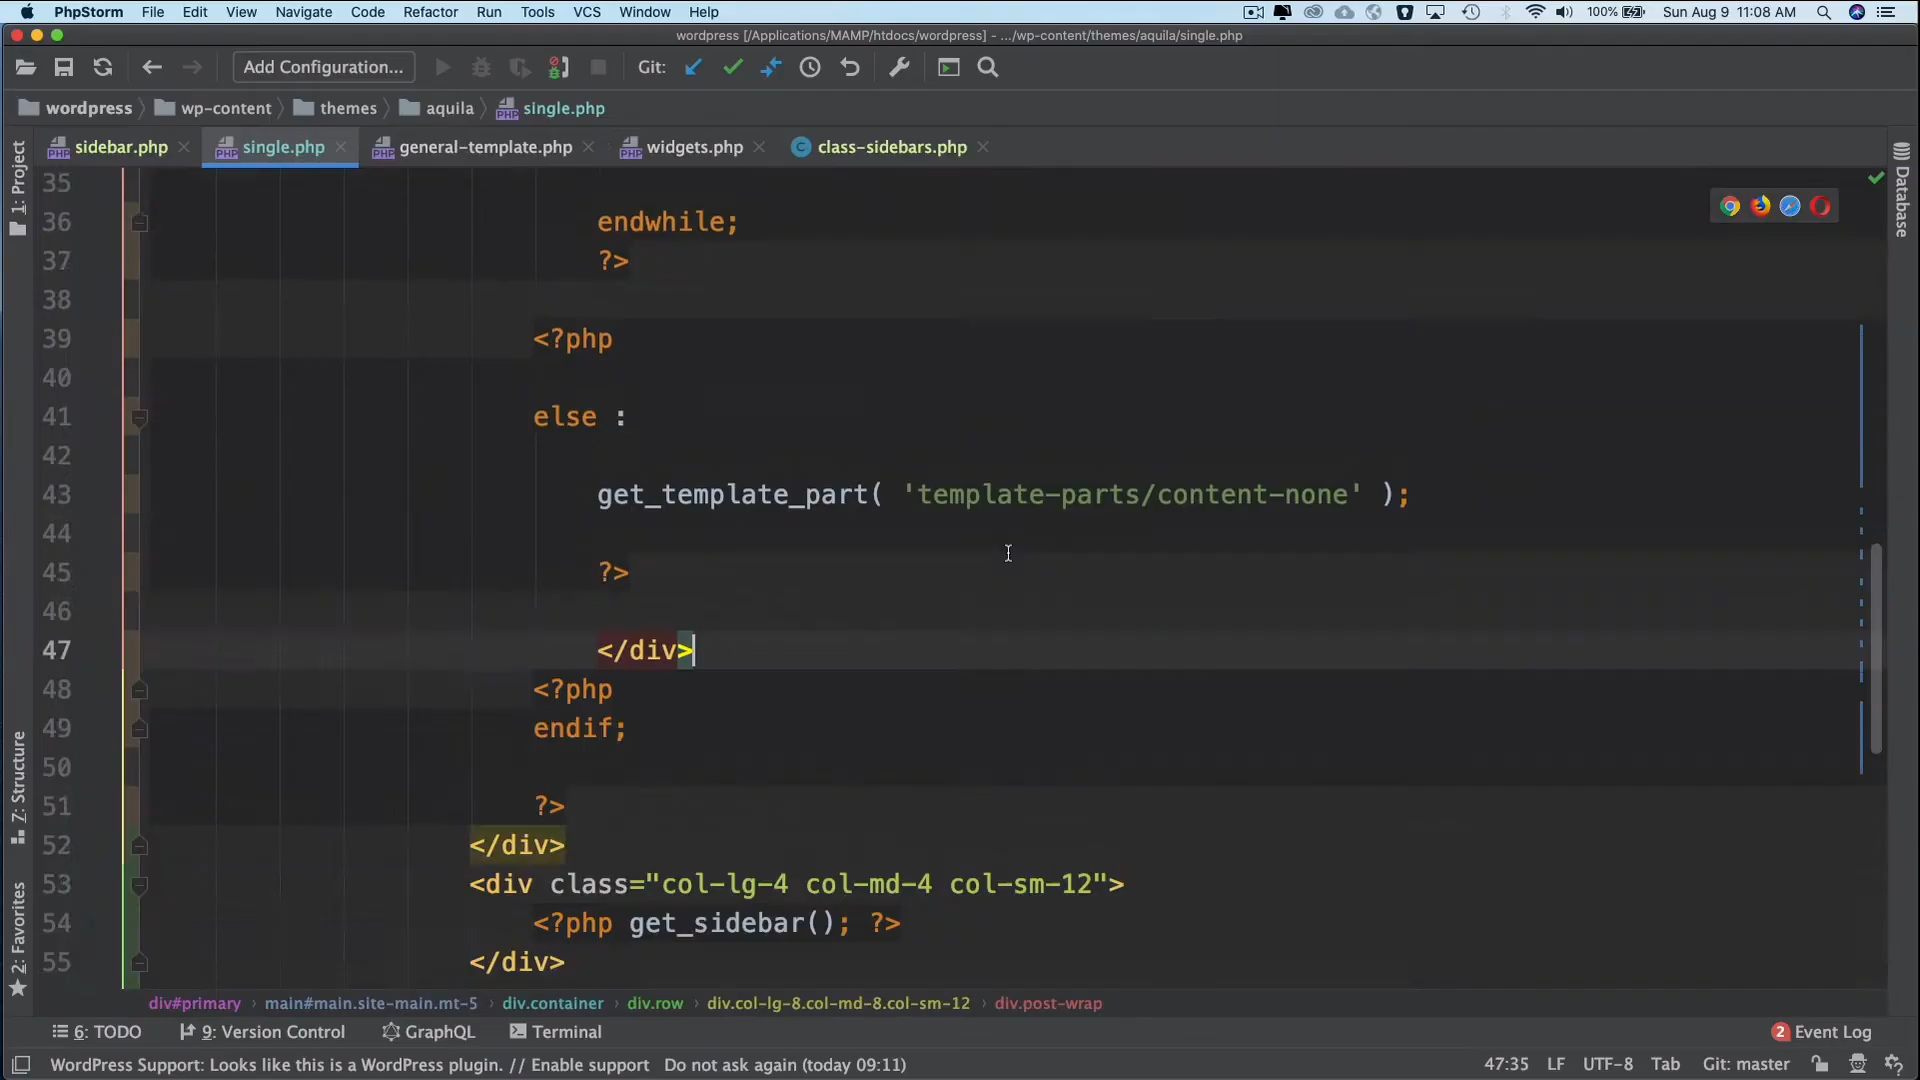 PhpStorm File Edit View Navigate Code Refactor Run Tools VCS Window Help 100% Sun Aug 9 11:08 AM
wordpress [/Applications/MAMP/htdocs/wordpress] - .../wp-content/themes/aquila/single.php
Add Configuration... Git:
wordpress wp-content themes aquila single.php
sidebar.php single.php general-template.php widgets.php class-sidebars.php
1: Project
Database
35
36 endwhile;
37 ?>
38
39 <?php
40
41 else :
42
43 get_template_part( 'template-parts/content-none' );
44
45 ?>
46
47 </div>
48 <?php
49 endif;
50
51 ?>
52 </div>
53 <div class="col-lg-4 col-md-4 col-sm-12">
54 <?php get_sidebar(); ?>
55 </div>
7: Structure
2: Favorites
div#primary › main#main.site-main.mt-5 › div.container › div.row › div.col-lg-8.col-md-8.col-sm-12 › div.post-wrap
6: TODO 9: Version Control GraphQL Terminal 2 Event Log
WordPress Support: Looks like this is a WordPress plugin. // Enable support Do not ask again (today 09:11) 47:35 LF UTF-8 Tab Git: master